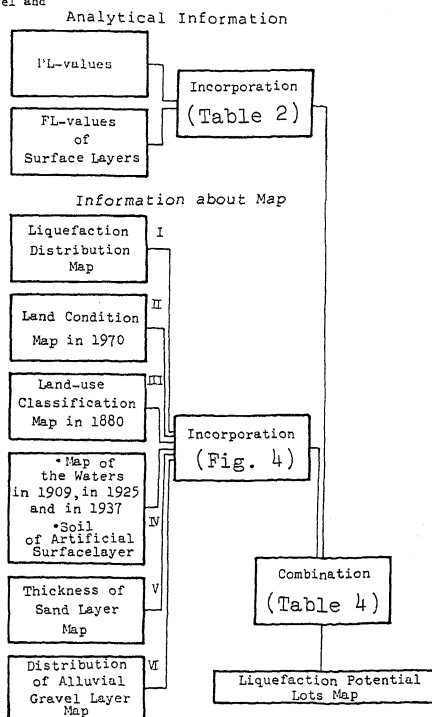 el and
Analytical Information
PL-values
Incorporation
(Table 2)
FL-values
of
Surface Layers
Information about Map
Liquefaction
Distribution
Map
I
Land Condition
Map in 1970
II
Land-use
Classification
Map in 1880
III
Incorporation
(Fig. 4)
•Map of
the Waters
in 1909, in 1925
and in 1937
•Soil
of Artificial
Surfacelayer
IV
Thickness of
Sand Layer
Map
V
Combination
(Table 4)
Distribution
of Alluvial
Gravel Layer
Map
VI
Liquefaction Potential
Lots Map